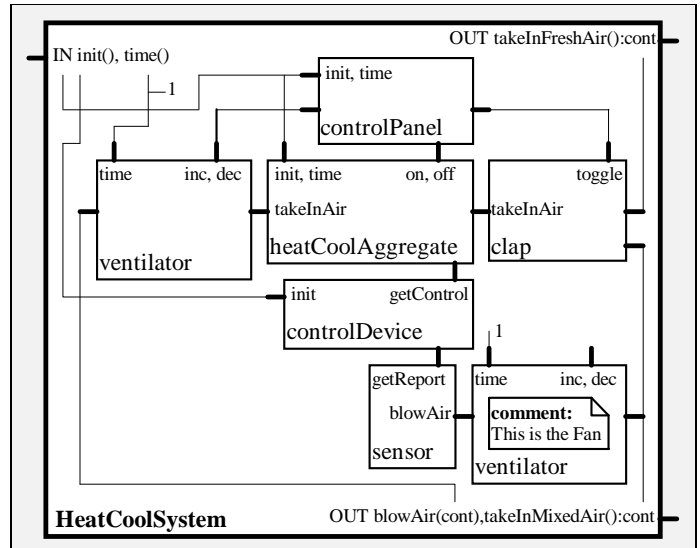 OUT takeInFreshAir():cont
IN init(), time()
init, time
1
controlPanel
time
inc, dec
init, time
on, off
toggle
takeInAir
takeInAir
heatCoolAggregate
clap
ventilator
init
getControl
controlDevice
1
getReport
time
inc, dec
blowAir
comment:
This is the Fan
sensor
ventilator
HeatCoolSystem
OUT blowAir(cont),takeInMixedAir():cont